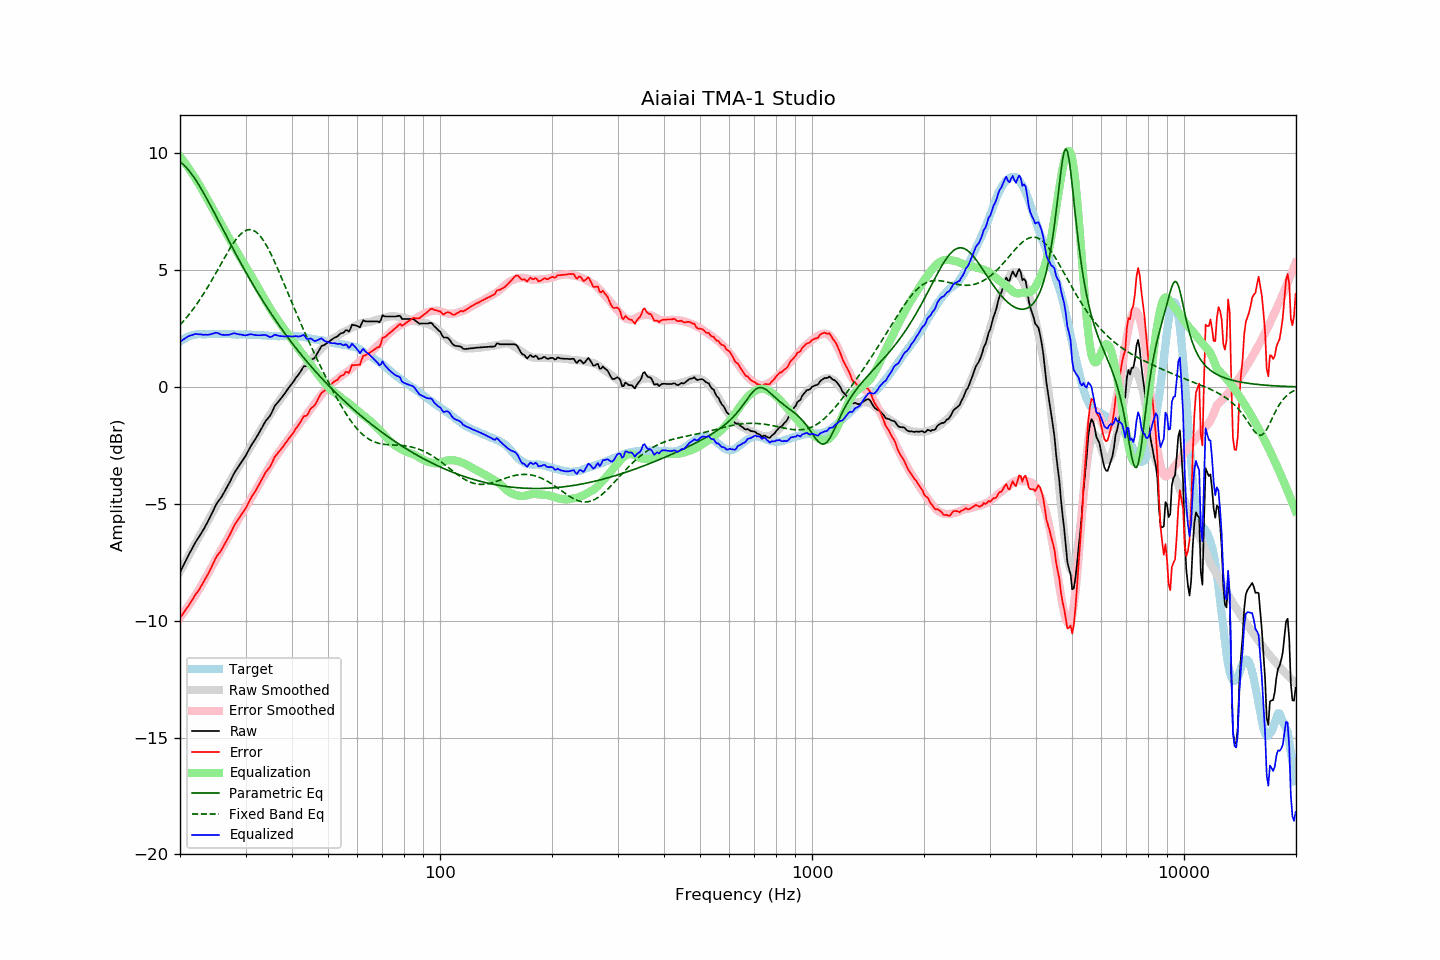 Aiaiai TMA-1 Studio
Amplitude (dBr)
10
5
0
−5
−10
−15
−20
Target
Raw Smoothed
Error Smoothed
Raw
Error
Equalization
Parametric Eq
Fixed Band Eq
Equalized
100
1000
10000
Frequency (Hz)